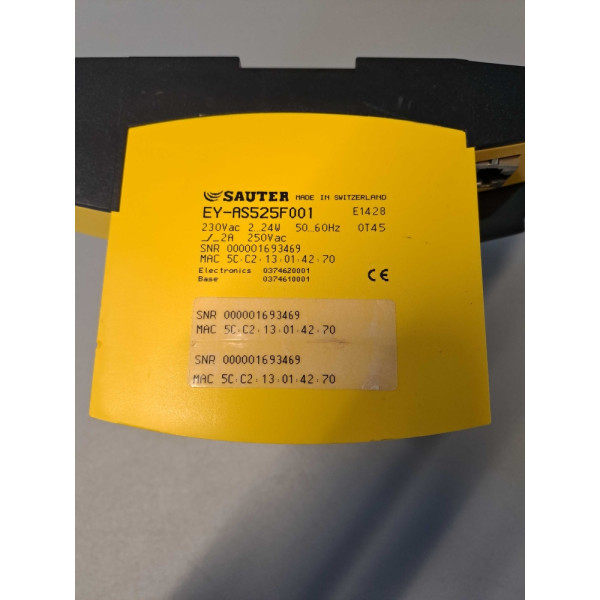 SAUTER MADE IN SWITZERLAND
EY-AS525F001 E1428
230Vac 2..24W 50..60Hz 0T45
2A 250Vac
SNR 000001693469
MAC 5C.C2.13.01.42.70
Electronics 0374620001
Base 0374610001
CE
SNR 000001693469
MAC 5C.C2.13.01.42.70
SNR 000001693469
MAC 5C.C2.13.01.42.70